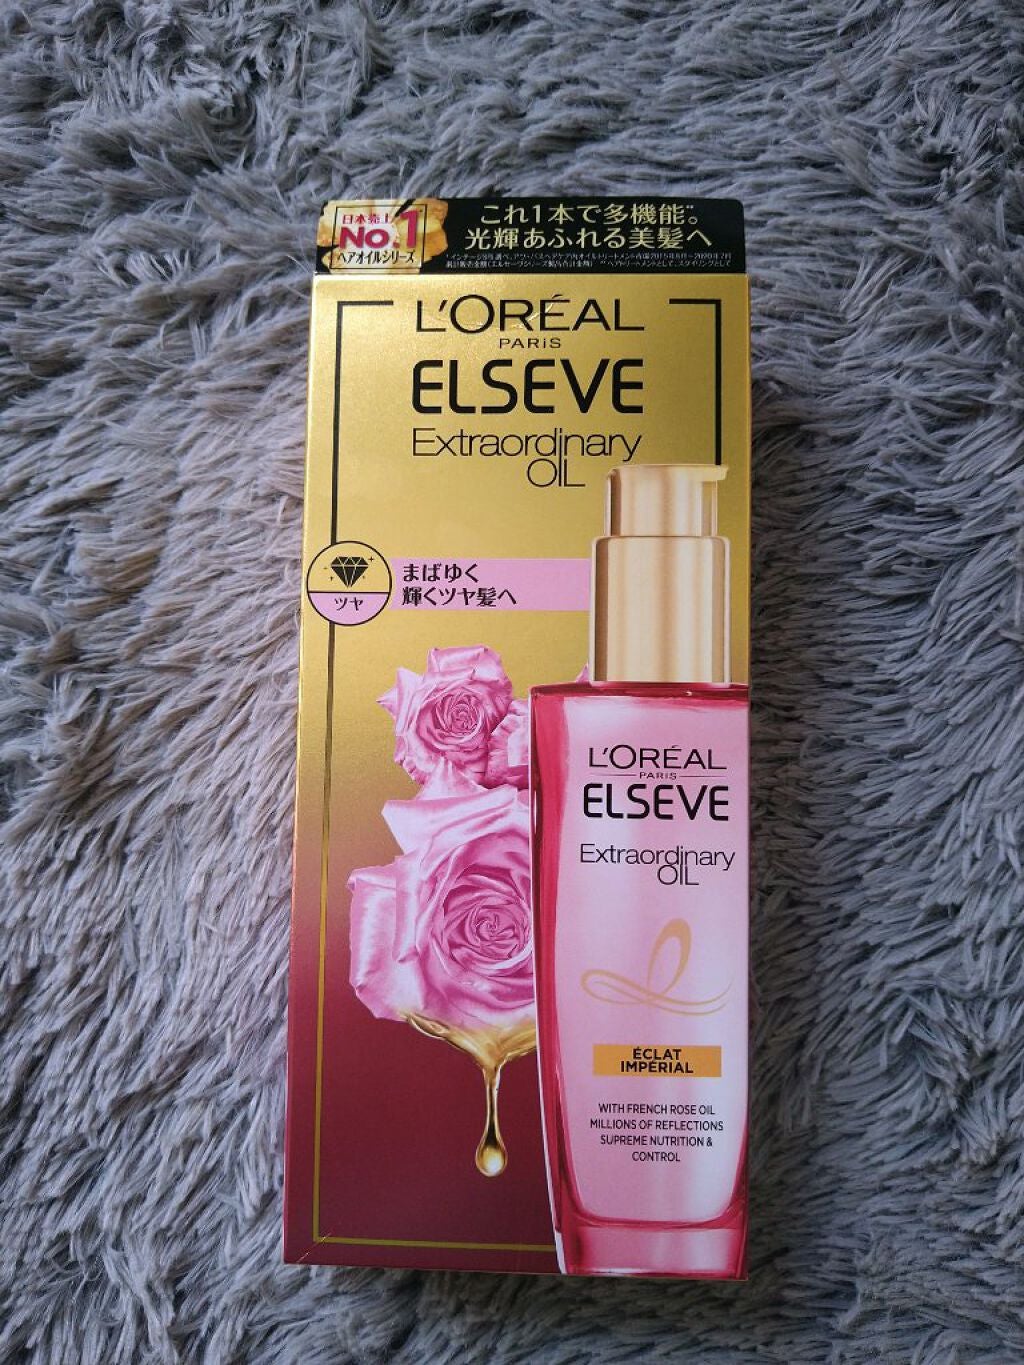 日本売上
No.1
ヘアオイルシリーズ
これ1本で多機能。
光輝あふれる美髪へ
L'ORÉAL
PARIS
ELSEVE
Extraordinary
OIL
まばゆく
輝くツヤ髪へ
ツヤ
L'ORÉAL
PARIS
ELSEVE
Extraordinary
OIL
ÉCLAT
IMPÉRIAL
WITH FRENCH ROSE OIL
MILLIONS OF REFLECTIONS
SUPREME NUTRITION &
CONTROL